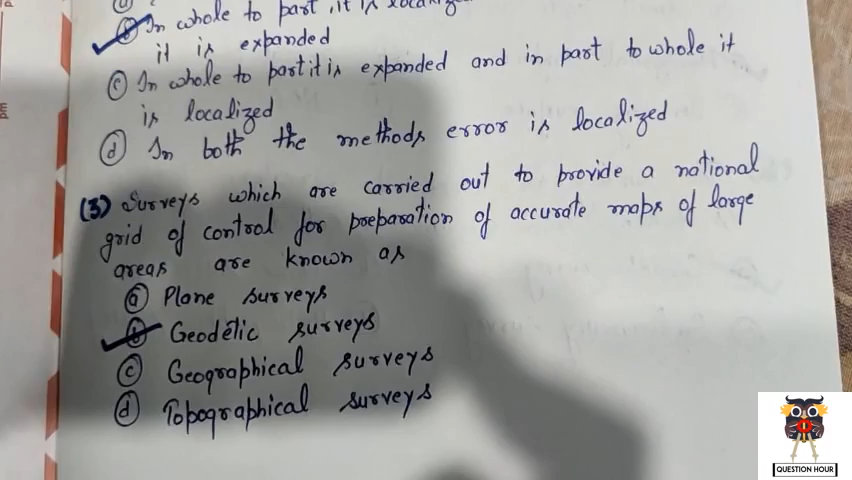 (b) In whole to part, it is localized
it is expanded
(c) In whole to part it is expanded and in part to whole it
is localized
(d) In both the methods error is localized
(3) Surveys which are carried out to provide a national
grid of control for preparation of accurate maps of large
areas are known as
(a) Plane surveys
(b) Geodetic surveys
(c) Geographical surveys
(d) Topographical surveys
QUESTION HOUR